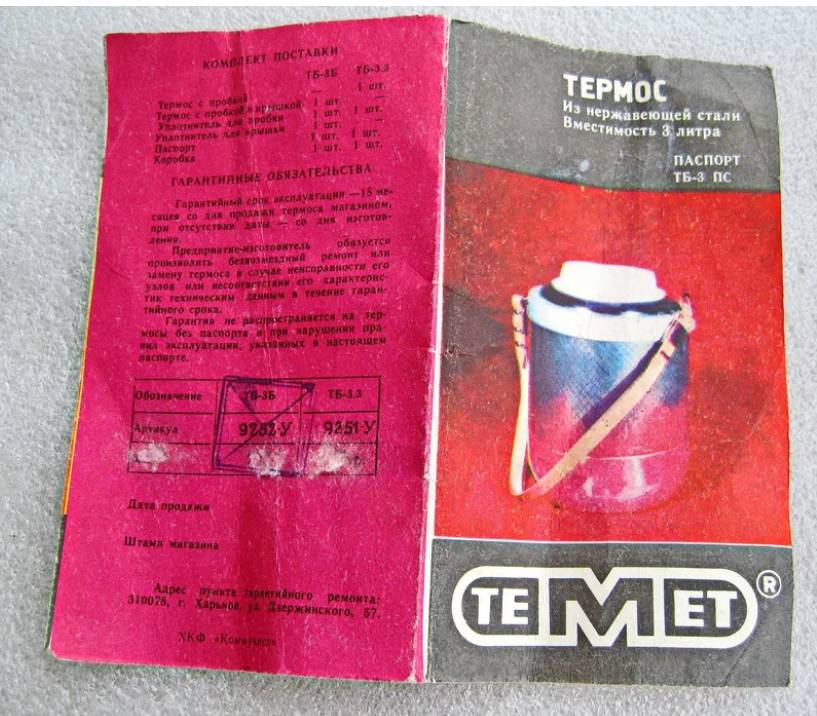 КОМПЛЕКТ ПОСТАВКИ
ТБ-3Б ТБ-3.3
Термос с пробкой — 1 шт.
Термос с пробкой и крышкой 1 шт. —
Уплотнитель для пробки 1 шт. 1 шт.
Уплотнитель для крышки 1 шт. —
Паспорт 1 шт. 1 шт.
Коробка 1 шт. 1 шт.
ГАРАНТИЙНЫЕ ОБЯЗАТЕЛЬСТВА
Гарантийный срок эксплуатации —18 ме-
сяцев со дня продажи термоса магазином,
при отсутствии даты — со дня изготов-
ления.
Предприятие-изготовитель обязуется
производить безвозмездный ремонт или
замену термоса в случае неисправности его
узлов или несоответствии его характерис-
тик техническим данным в течение гаран-
тийного срока.
Гарантия не распространяется на тер-
мосы без паспорта и при нарушении пра-
вил эксплуатации, указанных в настоящем
паспорте.
Обозначение ТБ-3Б ТБ-3.3
Артикул 9252-У 9251-У
Дата продажи
Штамп магазина
Адрес пункта гарантийного ремонта:
310078, г. Харьков, ул. Дзержинского, 57.
ХКФ «Коммунист»
ТЕРМОС
Из нержавеющей стали
Вместимость 3 литра
ПАСПОРТ
ТБ-3 ПС
ТЕМЕТ®